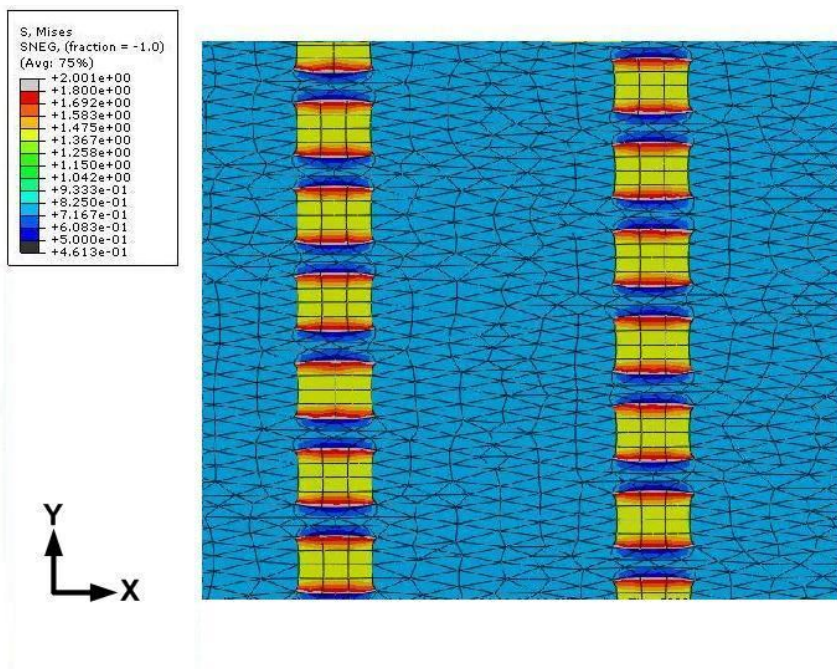 S, Mises
SNEG, (fraction = -1.0)
(Avg: 75%)
+2.001e+00
+1.800e+00
+1.692e+00
+1.583e+00
+1.475e+00
+1.367e+00
+1.258e+00
+1.150e+00
+1.042e+00
+9.333e-01
+8.250e-01
+7.167e-01
+6.083e-01
+5.000e-01
+4.613e-01
Y
X